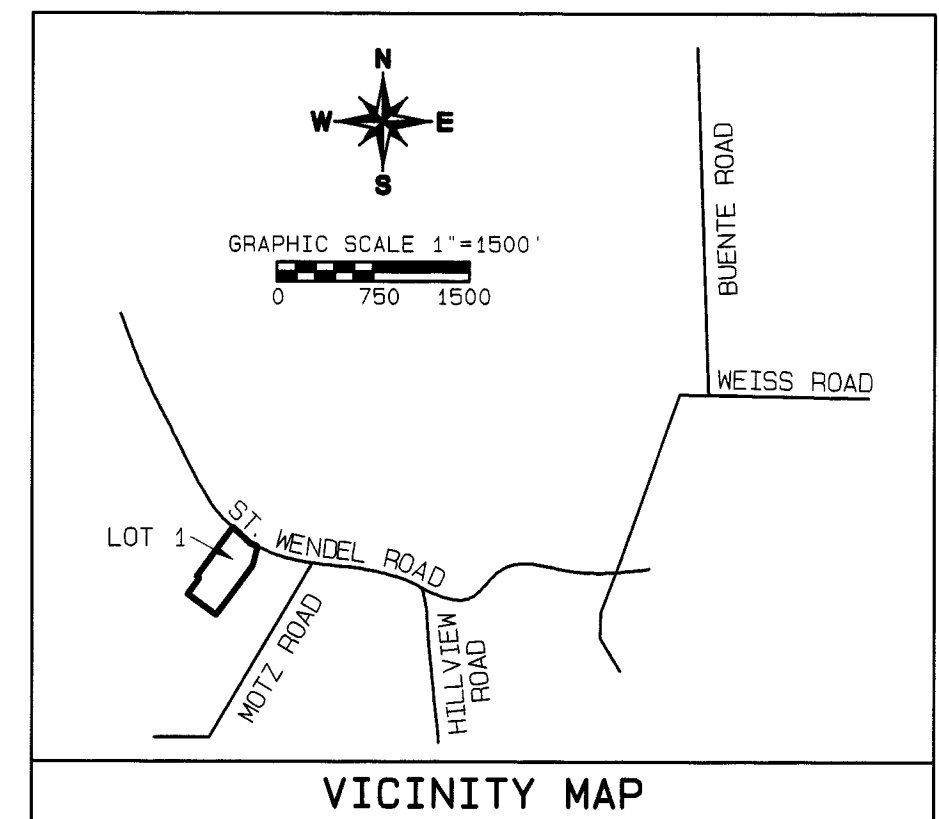 N
W E
S
GRAPHIC SCALE 1"=1500'
0 750 1500
BUENTE ROAD
WEISS ROAD
LOT 1
ST. WENDEL ROAD
MOTZ ROAD
HILLVIEW
ROAD
VICINITY MAP